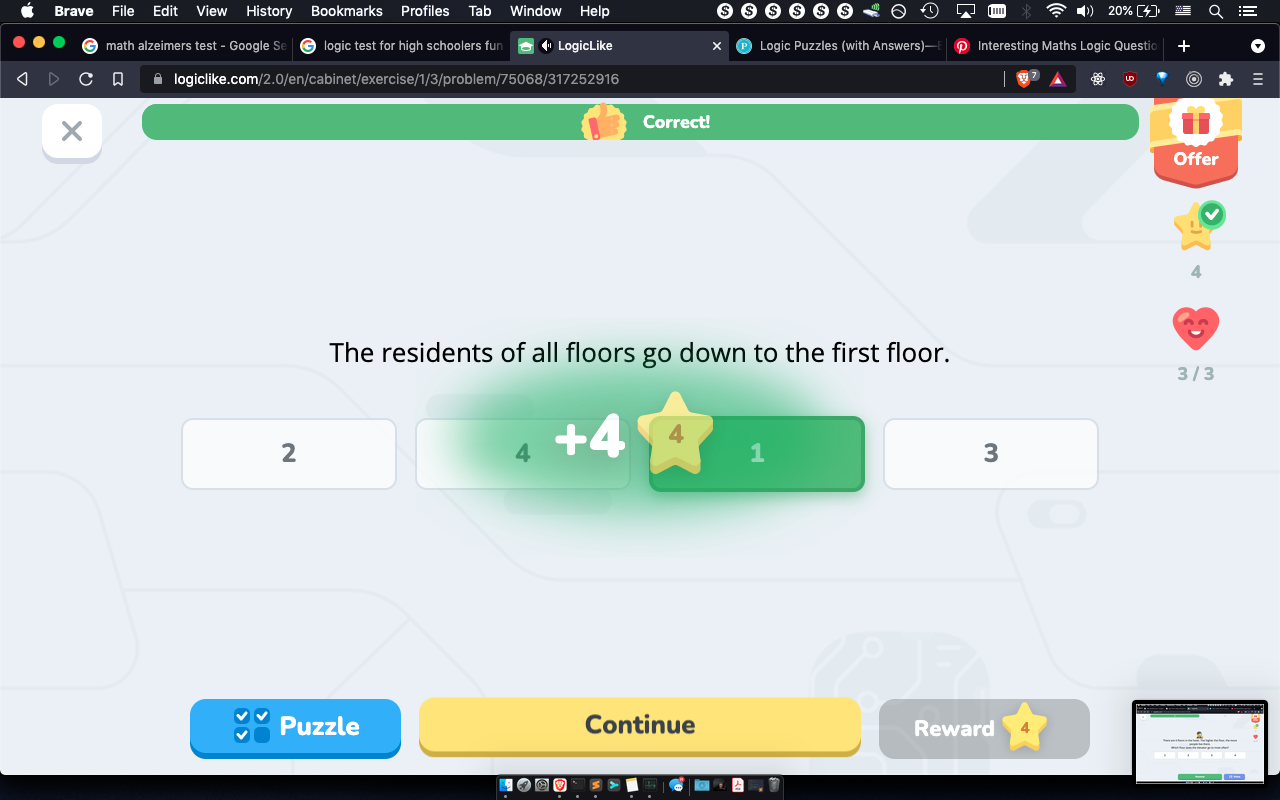 Brave File Edit View History Bookmarks Profiles Tab Window Help
20%
math alzeimers test - Google Se
logic test for high schoolers fun
LogicLike
Logic Puzzles (with Answers)—
Interesting Maths Logic Questio
logiclike.com/2.0/en/cabinet/exercise/1/3/problem/75068/317252916
7
Correct!
Offer
4
3 / 3
The residents of all floors go down to the first floor.
2
4
+4
4
1
3
Puzzle
Continue
Reward
4